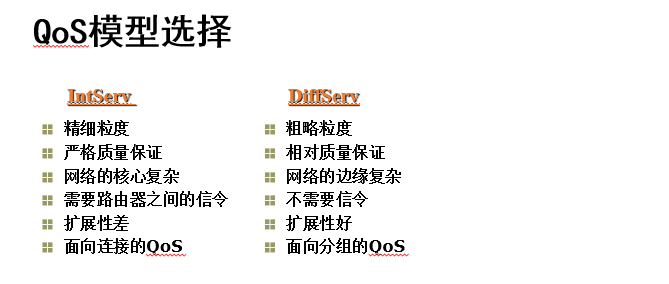 QoS模型选择
IntServ
精细粒度
严格质量保证
网络的核心复杂
需要路由器之间的信令
扩展性差
面向连接的QoS
DiffServ
粗略粒度
相对质量保证
网络的边缘复杂
不需要信令
扩展性好
面向分组的QoS